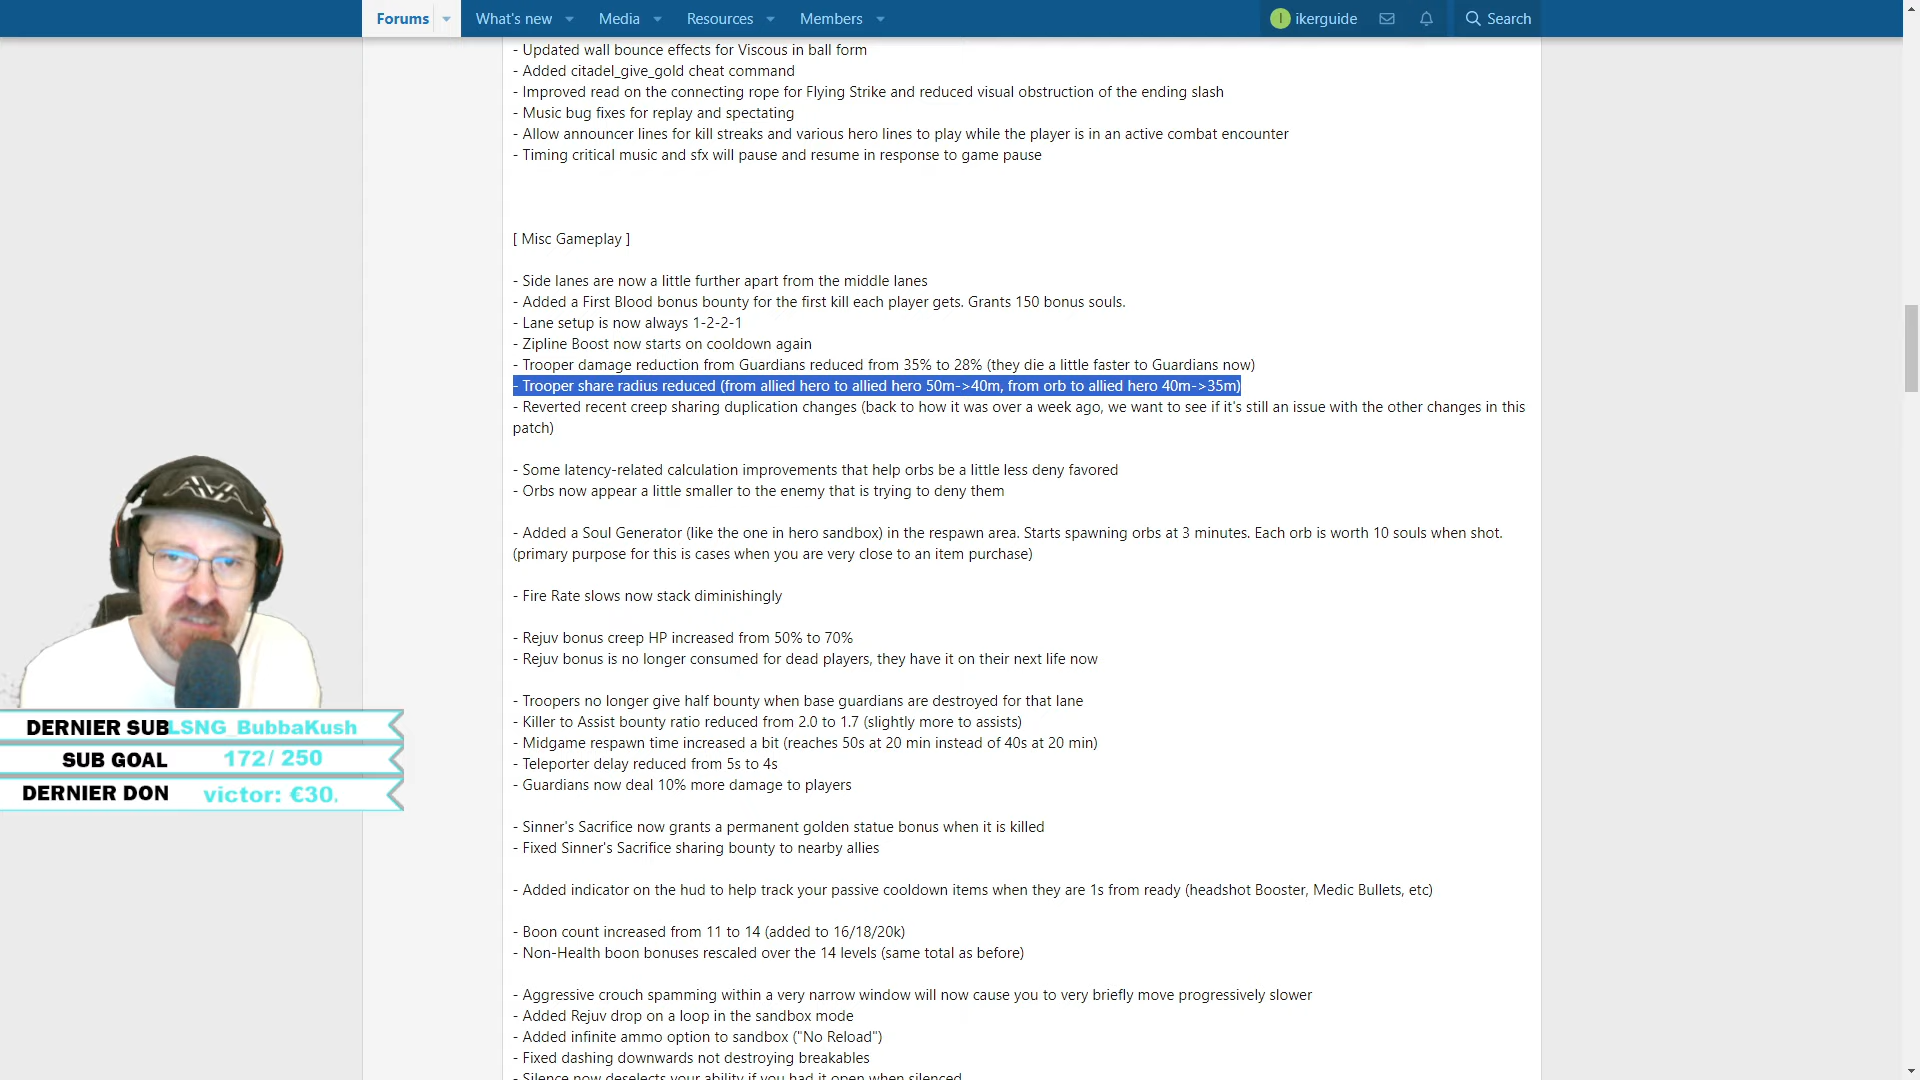 Forums What's new Media Resources Members ikerguide Search
- Updated wall bounce effects for Viscous in ball form
- Added citadel_give_gold cheat command
- Improved read on the connecting rope for Flying Strike and reduced visual obstruction of the ending slash
- Music bug fixes for replay and spectating
- Allow announcer lines for kill streaks and various hero lines to play while the player is in an active combat encounter
- Timing critical music and sfx will pause and resume in response to game pause
[ Misc Gameplay ]
- Side lanes are now a little further apart from the middle lanes
- Added a First Blood bonus bounty for the first kill each player gets. Grants 150 bonus souls.
- Lane setup is now always 1-2-2-1
- Zipline Boost now starts on cooldown again
- Trooper damage reduction from Guardians reduced from 35% to 28% (they die a little faster to Guardians now)
- Trooper share radius reduced (from allied hero to allied hero 50m->40m, from orb to allied hero 40m->35m)
- Reverted recent creep sharing duplication changes (back to how it was over a week ago, we want to see if it's still an issue with the other changes in this
patch)
- Some latency-related calculation improvements that help orbs be a little less deny favored
- Orbs now appear a little smaller to the enemy that is trying to deny them
- Added a Soul Generator (like the one in hero sandbox) in the respawn area. Starts spawning orbs at 3 minutes. Each orb is worth 10 souls when shot.
(primary purpose for this is cases when you are very close to an item purchase)
- Fire Rate slows now stack diminishingly
- Rejuv bonus creep HP increased from 50% to 70%
- Rejuv bonus is no longer consumed for dead players, they have it on their next life now
- Troopers no longer give half bounty when base guardians are destroyed for that lane
- Killer to Assist bounty ratio reduced from 2.0 to 1.7 (slightly more to assists)
- Midgame respawn time increased a bit (reaches 50s at 20 min instead of 40s at 20 min)
- Teleporter delay reduced from 5s to 4s
- Guardians now deal 10% more damage to players
- Sinner's Sacrifice now grants a permanent golden statue bonus when it is killed
- Fixed Sinner's Sacrifice sharing bounty to nearby allies
- Added indicator on the hud to help track your passive cooldown items when they are 1s from ready (headshot Booster, Medic Bullets, etc)
- Boon count increased from 11 to 14 (added to 16/18/20k)
- Non-Health boon bonuses rescaled over the 14 levels (same total as before)
- Aggressive crouch spamming within a very narrow window will now cause you to very briefly move progressively slower
- Added Rejuv drop on a loop in the sandbox mode
- Added infinite ammo option to sandbox ("No Reload")
- Fixed dashing downwards not destroying breakables
- Silence now deselects your ability if you had it open when silenced
AVA
DERNIER SUB LSNG_BubbaKush
SUB GOAL 172/ 250
DERNIER DON victor: €30.